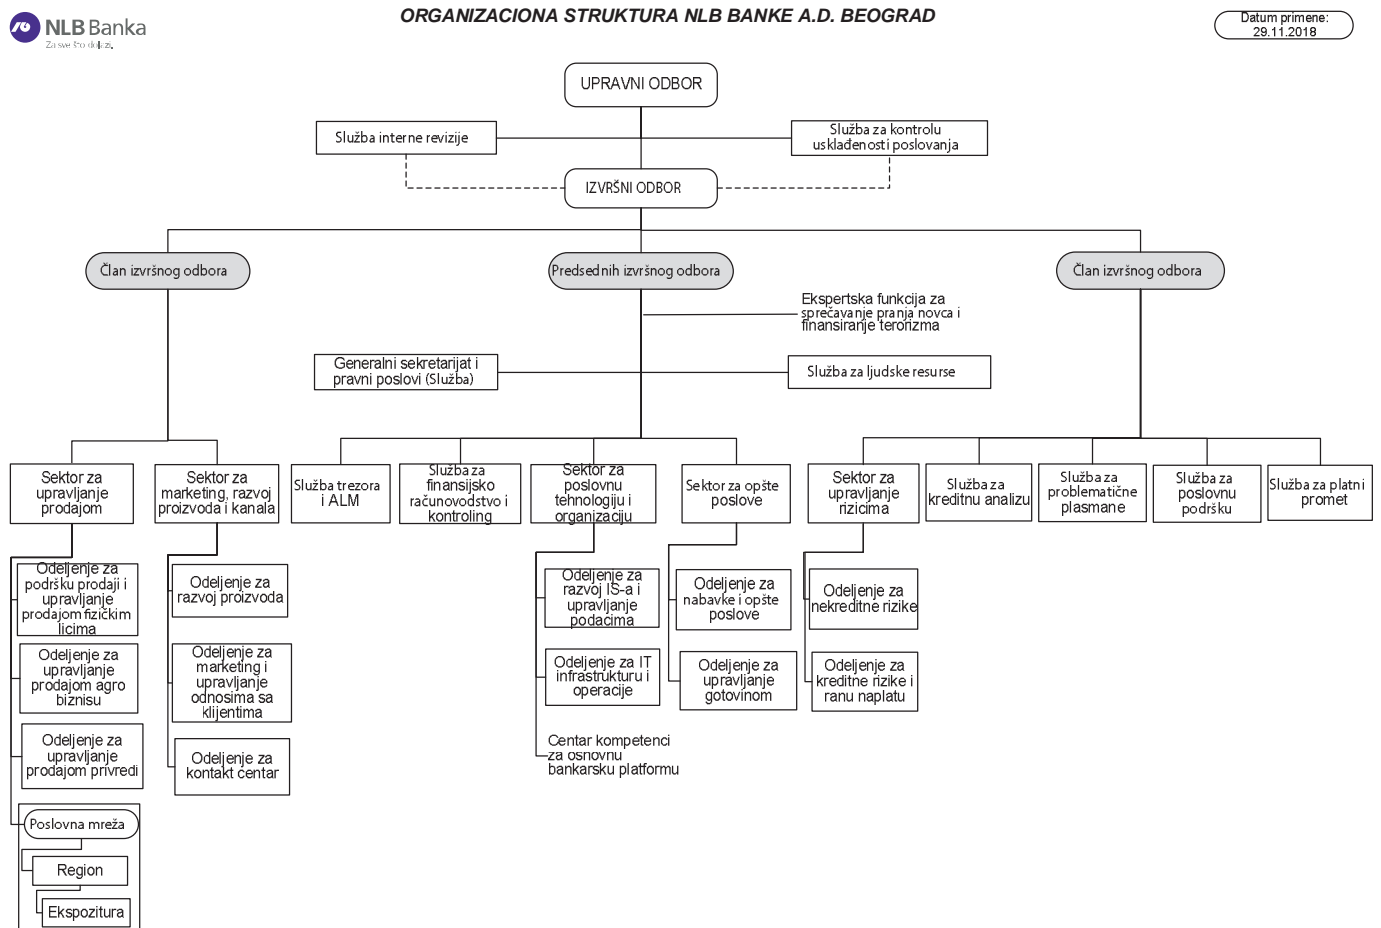 NLB Banka
Za sve što dolazi.
ORGANIZACIONA STRUKTURA NLB BANKE A.D. BEOGRAD
Datum primene:
29.11.2018
UPRAVNI ODBOR
Služba interne revizije
Služba za kontrolu
usklađenosti poslovanja
IZVRŠNI ODBOR
Član izvršnog odbora
Predsednih izvršnog odbora
Član izvršnog odbora
Ekspertska funkcija za
sprečavanje pranja novca i
finansiranje terorizma
Generalni sekretarijat i
pravni poslovi (Služba)
Služba za ljudske resurse
Sektor za
upravljanje
prodajom
Sektor za
marketing, razvoj
proizvoda i kanala
Služba trezora
i ALM
Služba za
finansijsko
računovodstvo i
kontroling
Sektor za
poslovnu
tehnologiju i
organizaciju
Sektor za opšte
poslove
Sektor za
upravljanje
rizicima
Služba za
kreditnu analizu
Služba za
problematične
plasmane
Služba za
poslovnu
podršku
Služba za platni
promet
Odeljenje za
podršku prodaji i
upravljanje
prodajom fizičkim
licima
Odeljenje za
upravljanje
prodajom agro
biznisu
Odeljenje za
upravljanje
prodajom privredi
Poslovna mreža
Region
Ekspozitura
Odeljenje za
razvoj proizvoda
Odeljenje za
marketing i
upravljanje
odnosima sa
klijentima
Odeljenje za
kontakt centar
Odeljenje za
razvoj IS-a i
upravljanje
podacima
Odeljenje za IT
infrastrukturu i
operacije
Centar kompetenci
za osnovnu
bankarsku platformu
Odeljenje za
nabavke i opšte
poslove
Odeljenje za
upravljanje
gotovinom
Odeljenje za
nekreditne rizike
Odeljenje za
kreditne rizike i
ranu naplatu